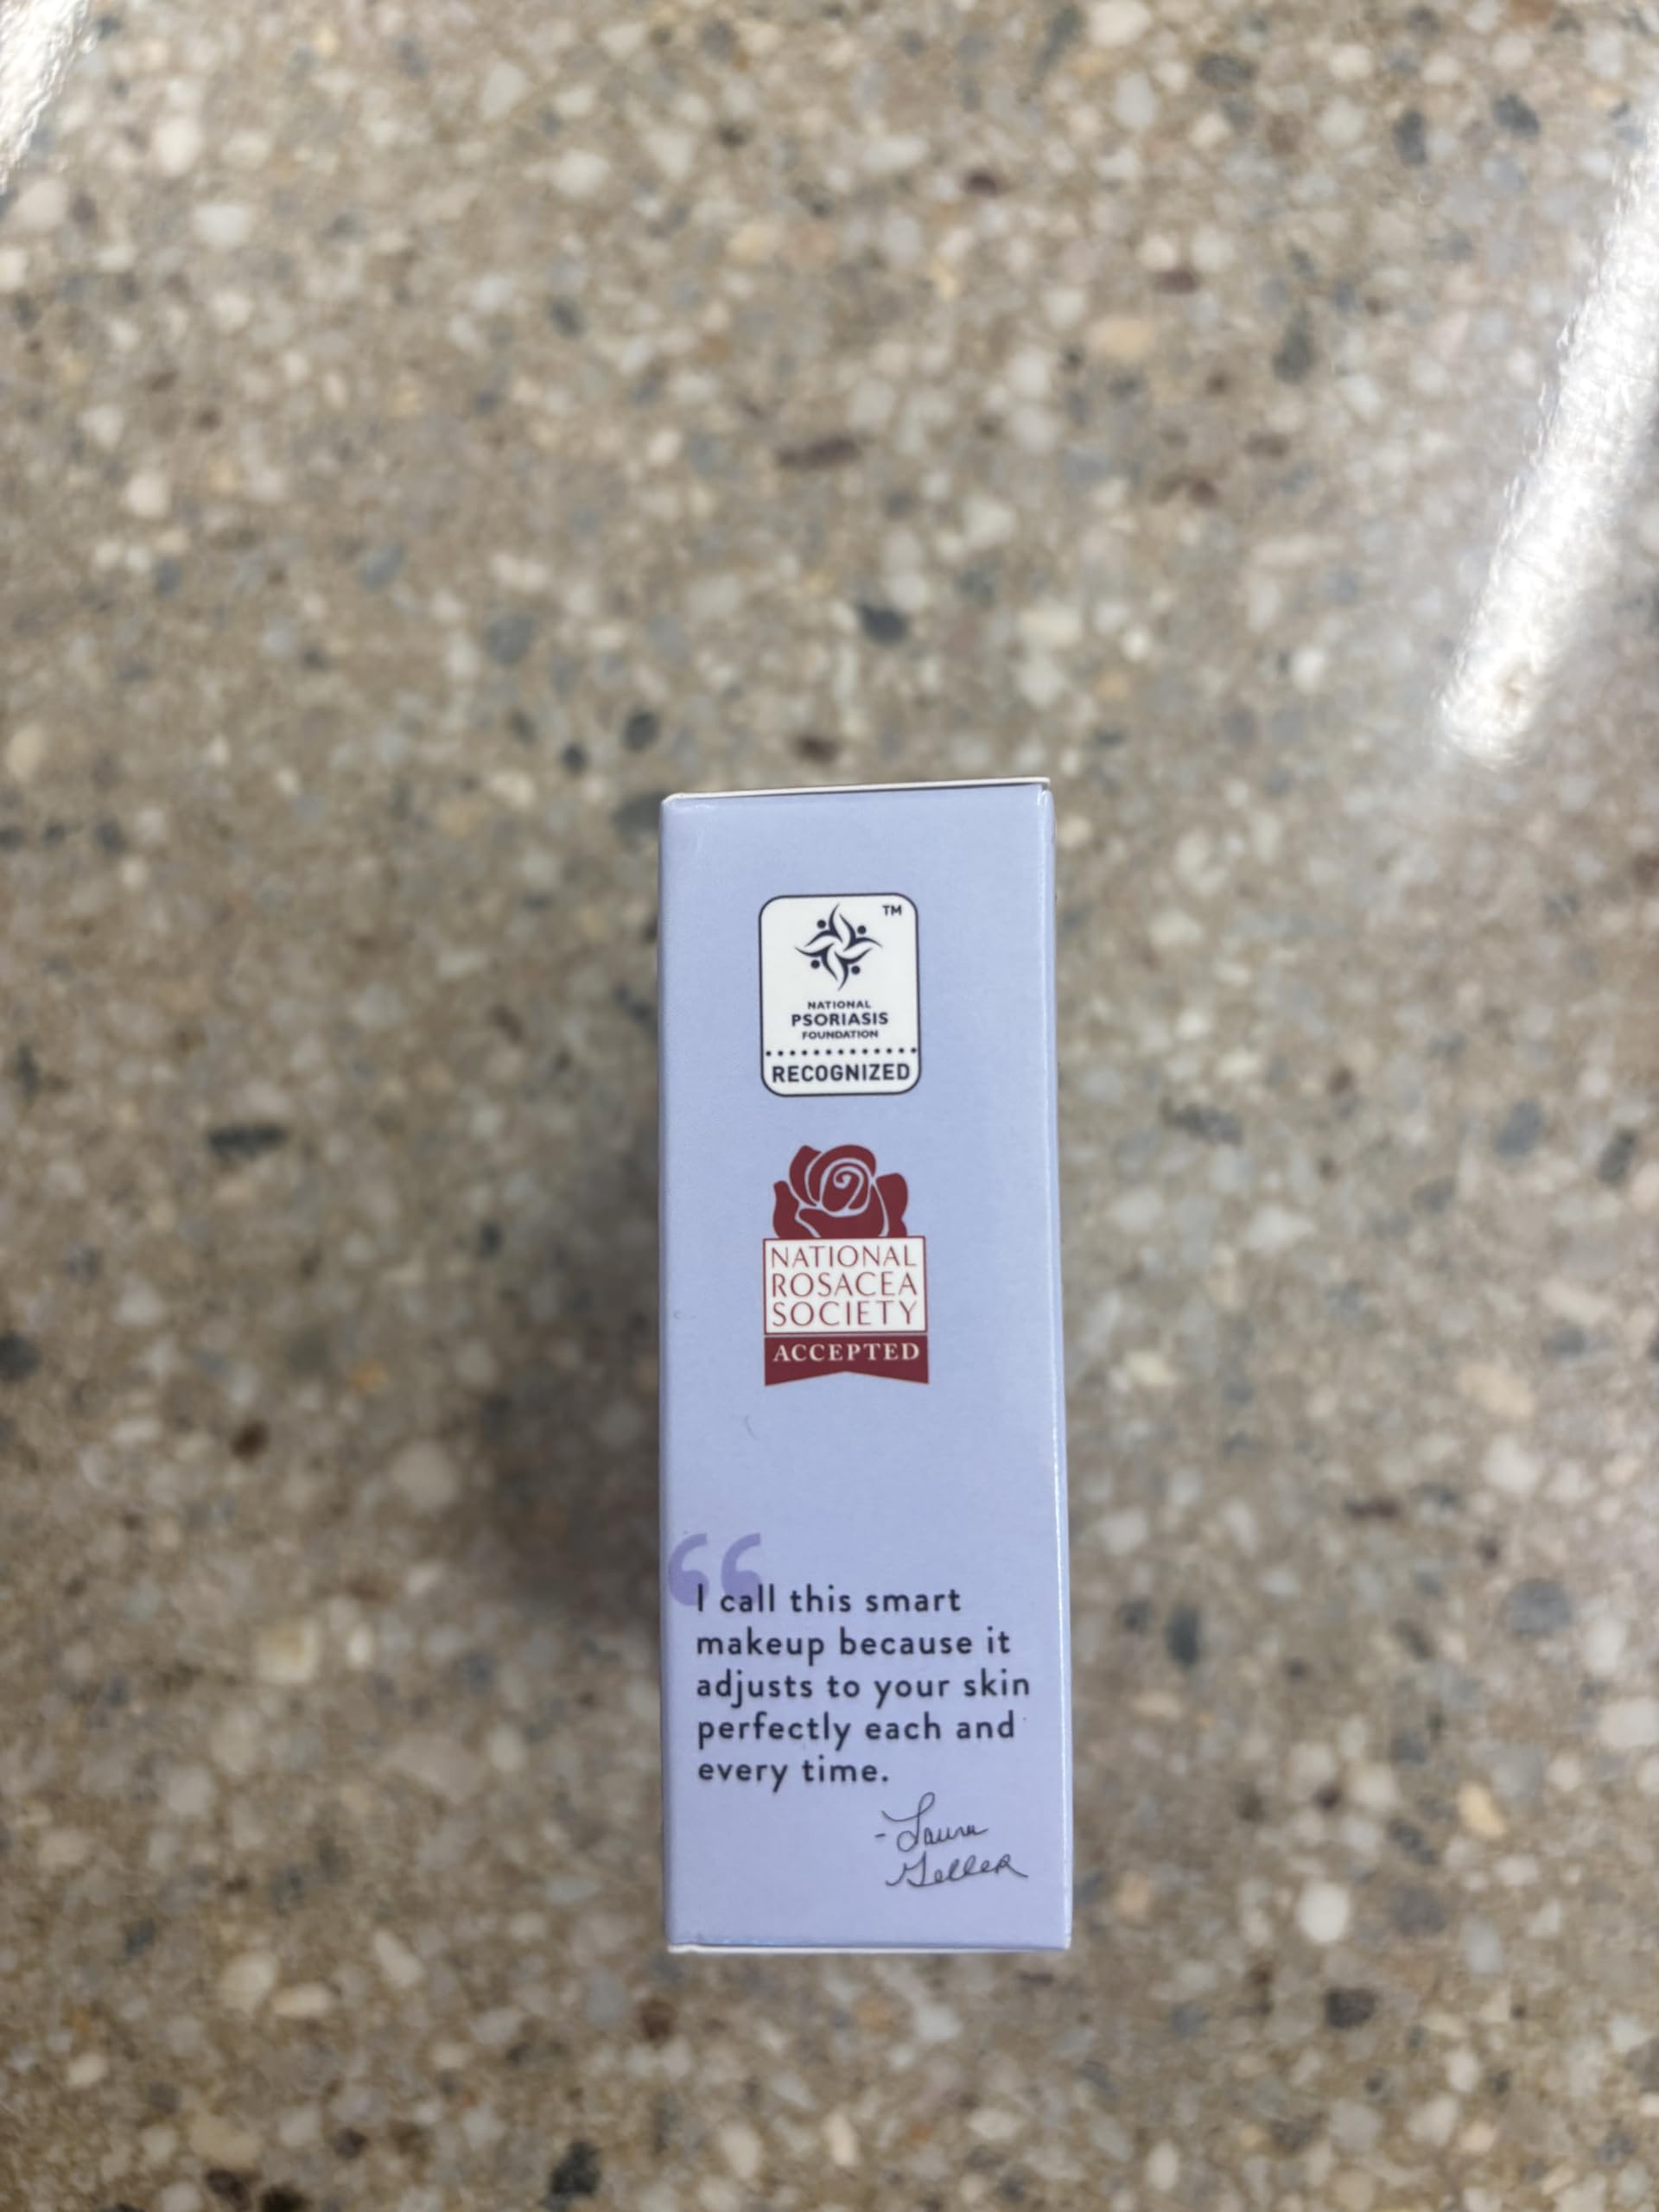 TM
NATIONAL
PSORIASIS
FOUNDATION
RECOGNIZED
NATIONAL
ROSACEA
SOCIETY
ACCEPTED
“
I call this smart
makeup because it
adjusts to your skin
perfectly each and
every time.
- Laura
Geller